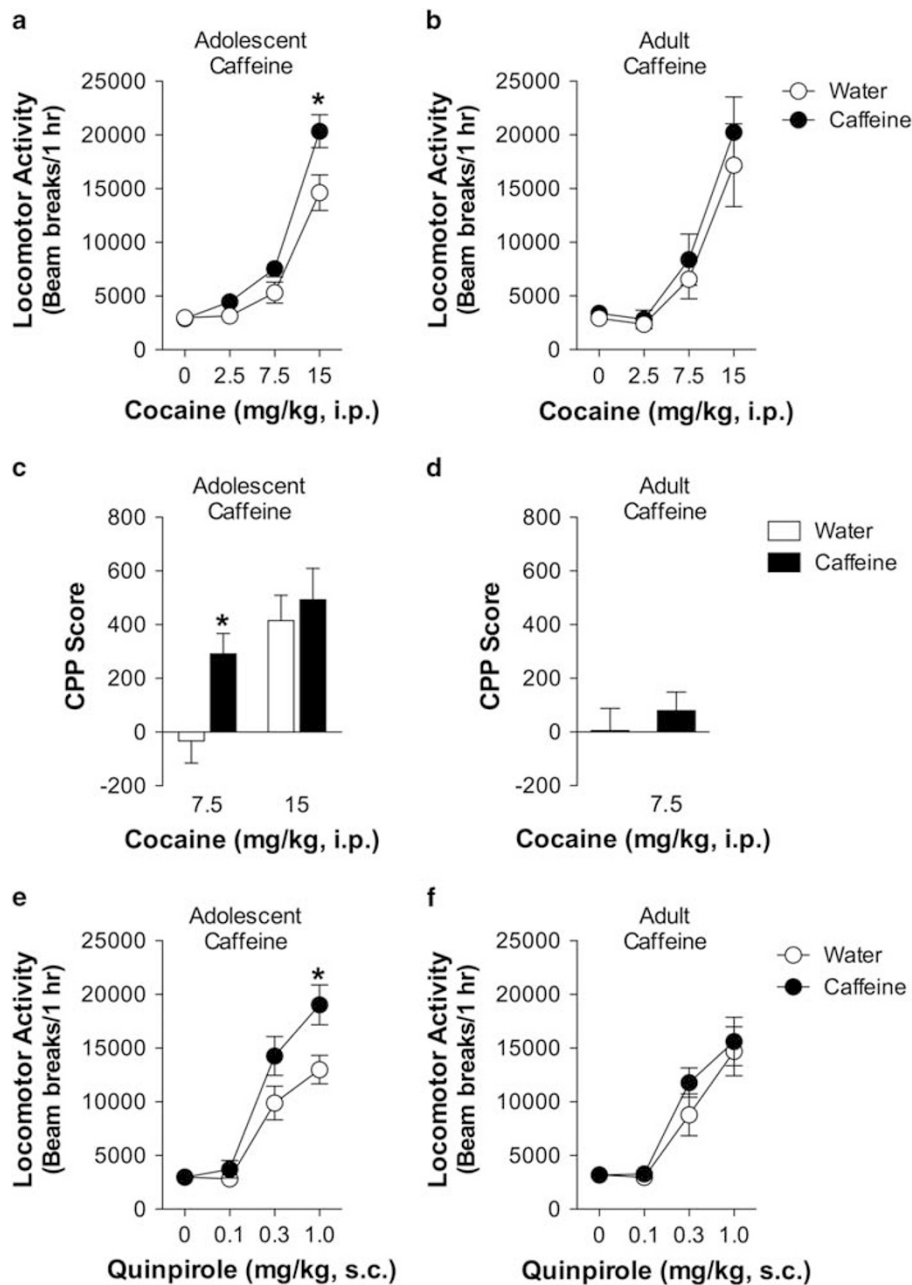 a
Adolescent
Caffeine
Locomotor Activity
(Beam breaks/1 hr)
25000
20000
15000
10000
5000
0
*
0 2.5 7.5 15
Cocaine (mg/kg, i.p.)
b
Adult
Caffeine
Locomotor Activity
(Beam breaks/1 hr)
25000
20000
15000
10000
5000
0
0 2.5 7.5 15
Cocaine (mg/kg, i.p.)
Water
Caffeine
c
Adolescent
Caffeine
CPP Score
800
600
400
200
0
-200
*
7.5 15
Cocaine (mg/kg, i.p.)
d
Adult
Caffeine
CPP Score
800
600
400
200
0
-200
7.5
Cocaine (mg/kg, i.p.)
Water
Caffeine
e
Adolescent
Caffeine
Locomotor Activity
(Beam breaks/1 hr)
25000
20000
15000
10000
5000
0
*
0 0.1 0.3 1.0
Quinpirole (mg/kg, s.c.)
f
Adult
Caffeine
Locomotor Activity
(Beam breaks/1 hr)
25000
20000
15000
10000
5000
0
0 0.1 0.3 1.0
Quinpirole (mg/kg, s.c.)
Water
Caffeine